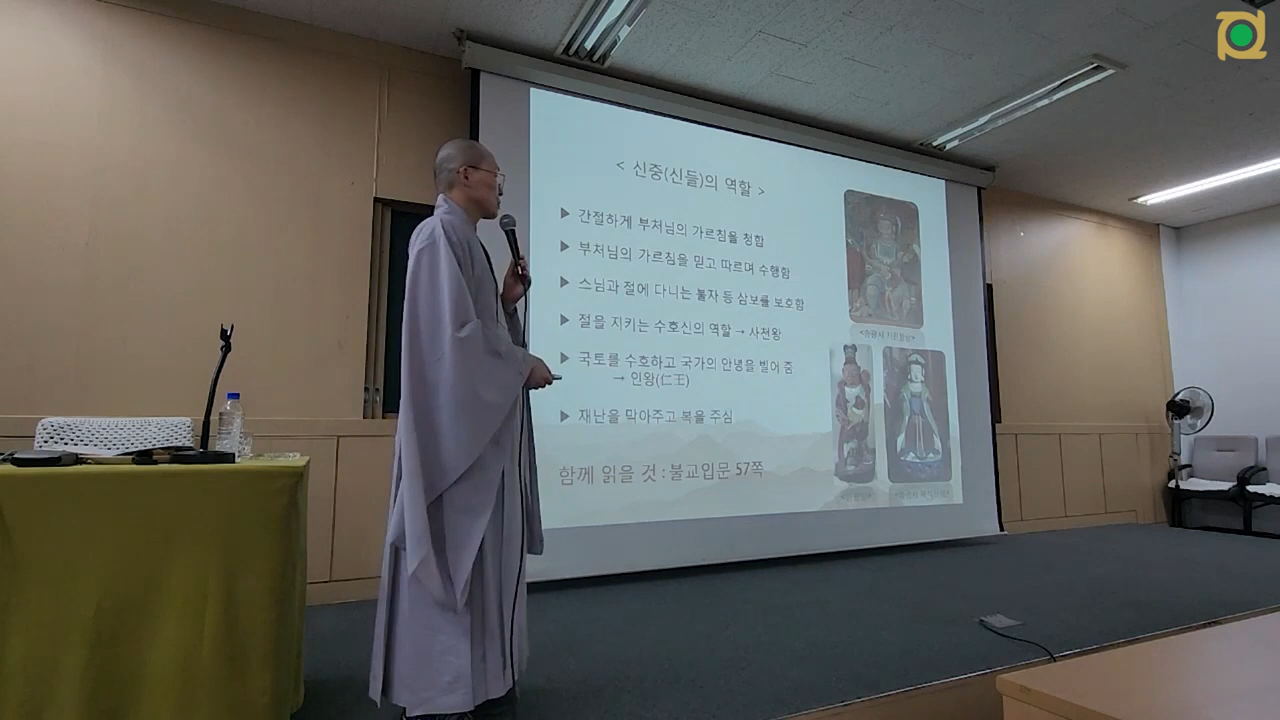 < 신중(신들)의 역할 >
▶ 간절하게 부처님의 가르침을 청함
▶ 부처님의 가르침을 믿고 따르며 수행함
▶ 스님과 절에 다니는 불자 등 삼보를 보호함
▶ 절을 지키는 수호신의 역할 → 사천왕
▶ 국토를 수호하고 국가의 안녕을 빌어 줌
→ 인왕(仁王)
▶ 재난을 막아주고 복을 주심
함께 읽을 것 : 불교입문 57쪽